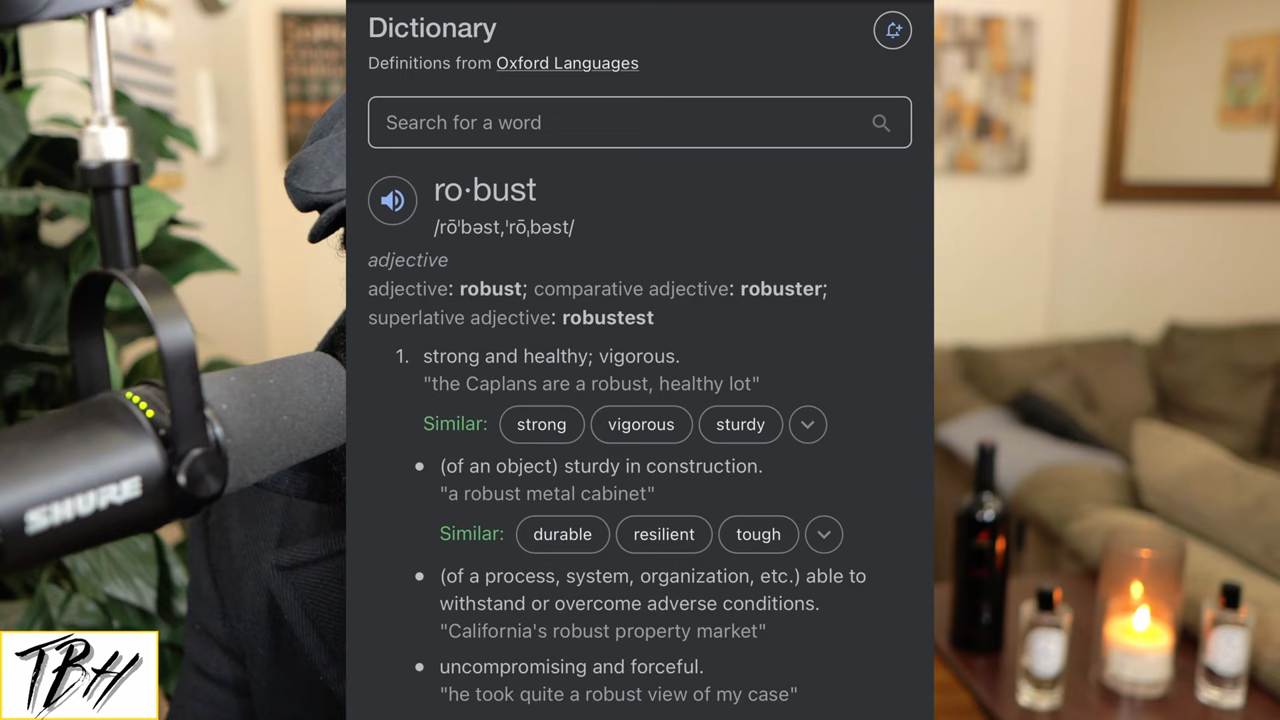 Dictionary
Definitions from Oxford Languages
Search for a word
ro·bust
/rōˈbəst,ˈrōˌbəst/
adjective
adjective: robust; comparative adjective: robuster;
superlative adjective: robustest
1. strong and healthy; vigorous.
"the Caplans are a robust, healthy lot"
Similar: strong vigorous sturdy
• (of an object) sturdy in construction.
"a robust metal cabinet"
Similar: durable resilient tough
• (of a process, system, organization, etc.) able to
withstand or overcome adverse conditions.
"California's robust property market"
• uncompromising and forceful.
"he took quite a robust view of my case"
SHURE
TBH